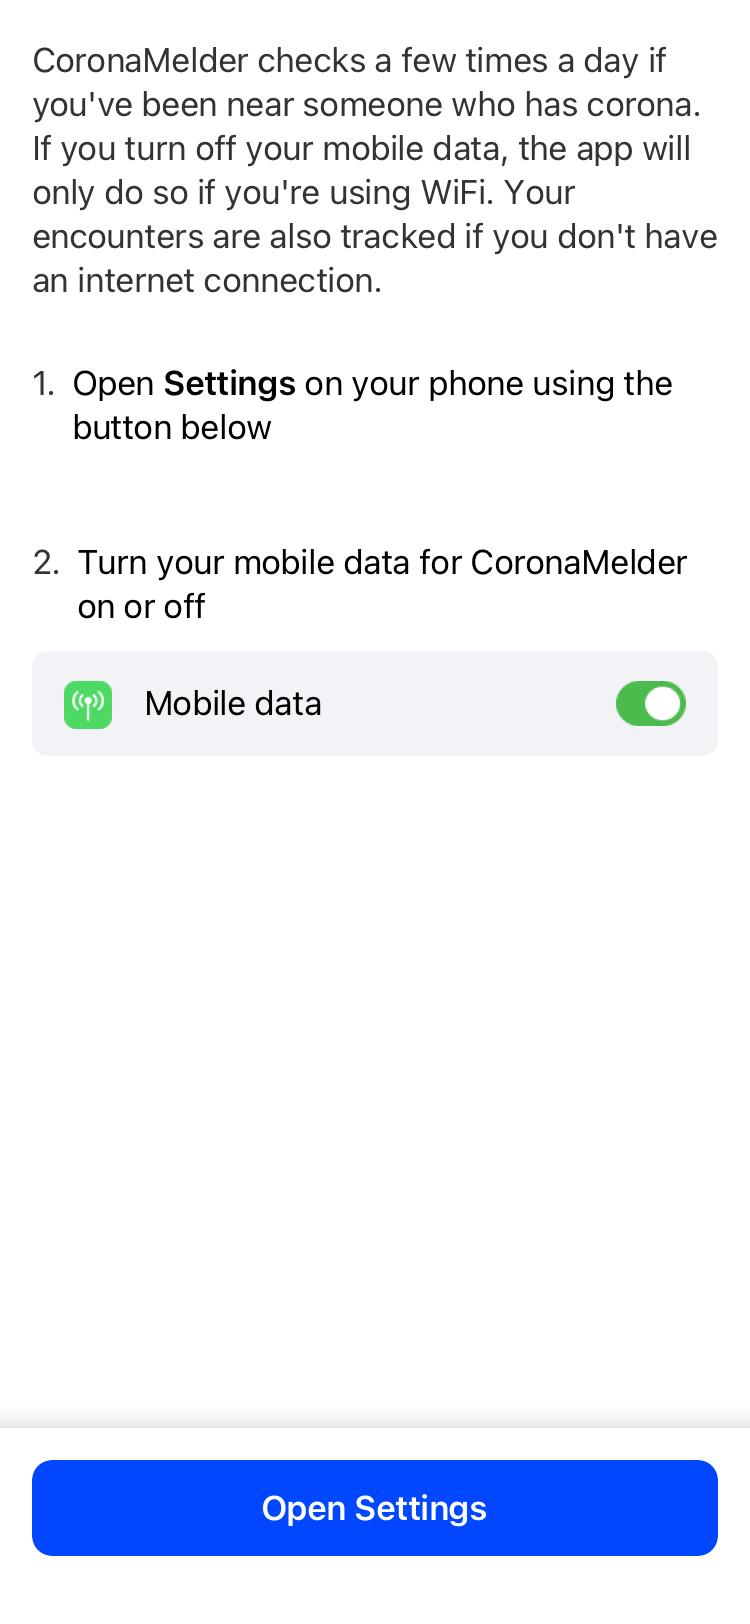 CoronaMelder checks a few times a day if
you've been near someone who has corona.
If you turn off your mobile data, the app will
only do so if you're using WiFi. Your
encounters are also tracked if you don't have
an internet connection.
1. Open Settings on your phone using the
button below
2. Turn your mobile data for CoronaMelder
on or off
Mobile data
Open Settings